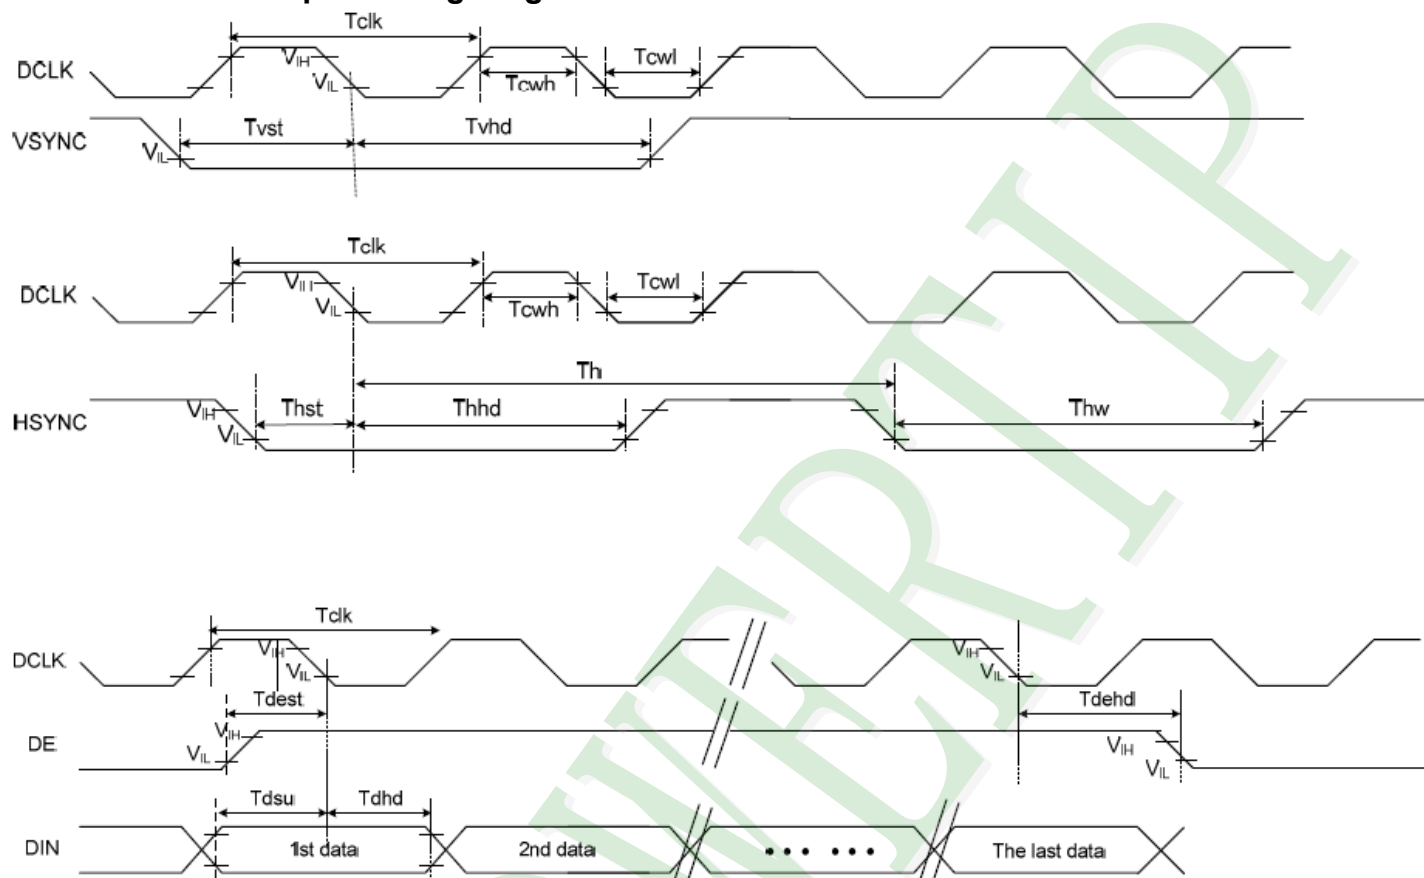 Tclk
DCLK
VIH
VIL
Tcwh
Tcwl
VSYNC
VIL
Tvst
Tvhd
Tclk
DCLK
VIH
VIL
Tcwh
Tcwl
Th
HSYNC
VIH
VIL
Thst
Thhd
Thw
Tclk
DCLK
VIH
VIL
VIH
VIL
Tdest
Tdehd
DE
VIH
VIL
VIH
VIL
Tdsu
Tdhd
DIN
1st data
2nd data
••• •••
The last data
WERTIP